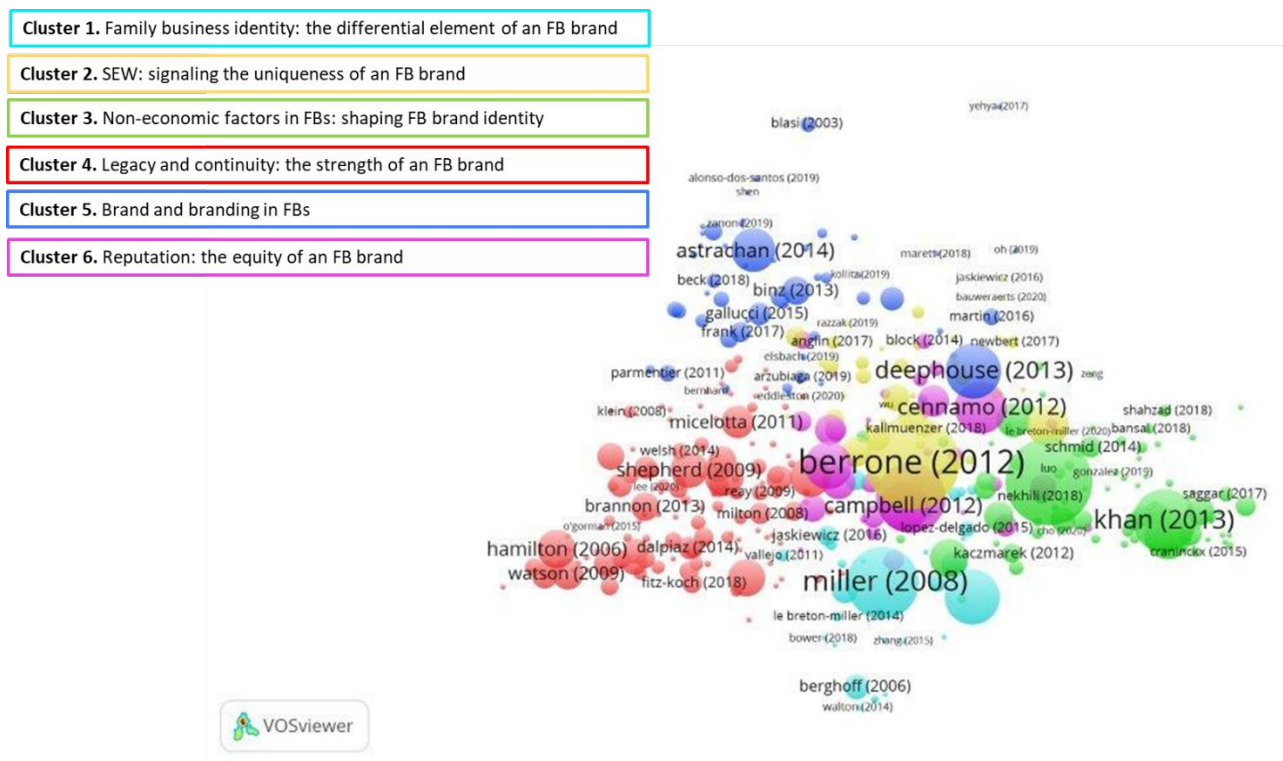 Cluster 1. Family business identity: the differential element of an FB brand
Cluster 2. SEW: signaling the uniqueness of an FB brand
Cluster 3. Non-economic factors in FBs: shaping FB brand identity
Cluster 4. Legacy and continuity: the strength of an FB brand
Cluster 5. Brand and branding in FBs
Cluster 6. Reputation: the equity of an FB brand
yehya (2017)
blasi (2003)
alonso-dos-santos (2019)
shen
zanon (2019)
astrachan (2014)
marett (2018)
oh (2019)
beck (2018)
kollitz (2019)
jaskiewicz (2016)
binz (2013)
bauweraerts (2020)
gallucci (2015)
martin (2016)
razzak (2019)
frank (2017)
anglin (2017)
block (2014)
newbert (2017)
elsbach (2019)
parmentier (2011)
arzubiaga (2019)
deephouse (2013)
zeng
bernhard
eddleston (2020)
wu
cennamo (2012)
klein (2008)
shahzad (2018)
micelotta (2011)
kallmuenzer (2018)
le breton-miller (2020)
bansal (2018)
welsh (2014)
schmid (2014)
berrone (2012)
shepherd (2009)
luo
gonzalez (2019)
lee (2020)
reay (2009)
nekhili (2018)
saggar (2017)
brannon (2013)
milton (2008)
campbell (2012)
khan (2013)
o'gorman (2015)
lopez-delgado (2015)
cho (2020)
jaskiewicz (2016)
hamilton (2006)
dalpiaz (2014)
vallejo (2011)
kaczmarek (2012)
craninckx (2015)
watson (2009)
fitz-koch (2018)
miller (2008)
le breton-miller (2014)
bower (2018)
zhang (2015)
berghoff (2006)
walton (2014)
VOSviewer